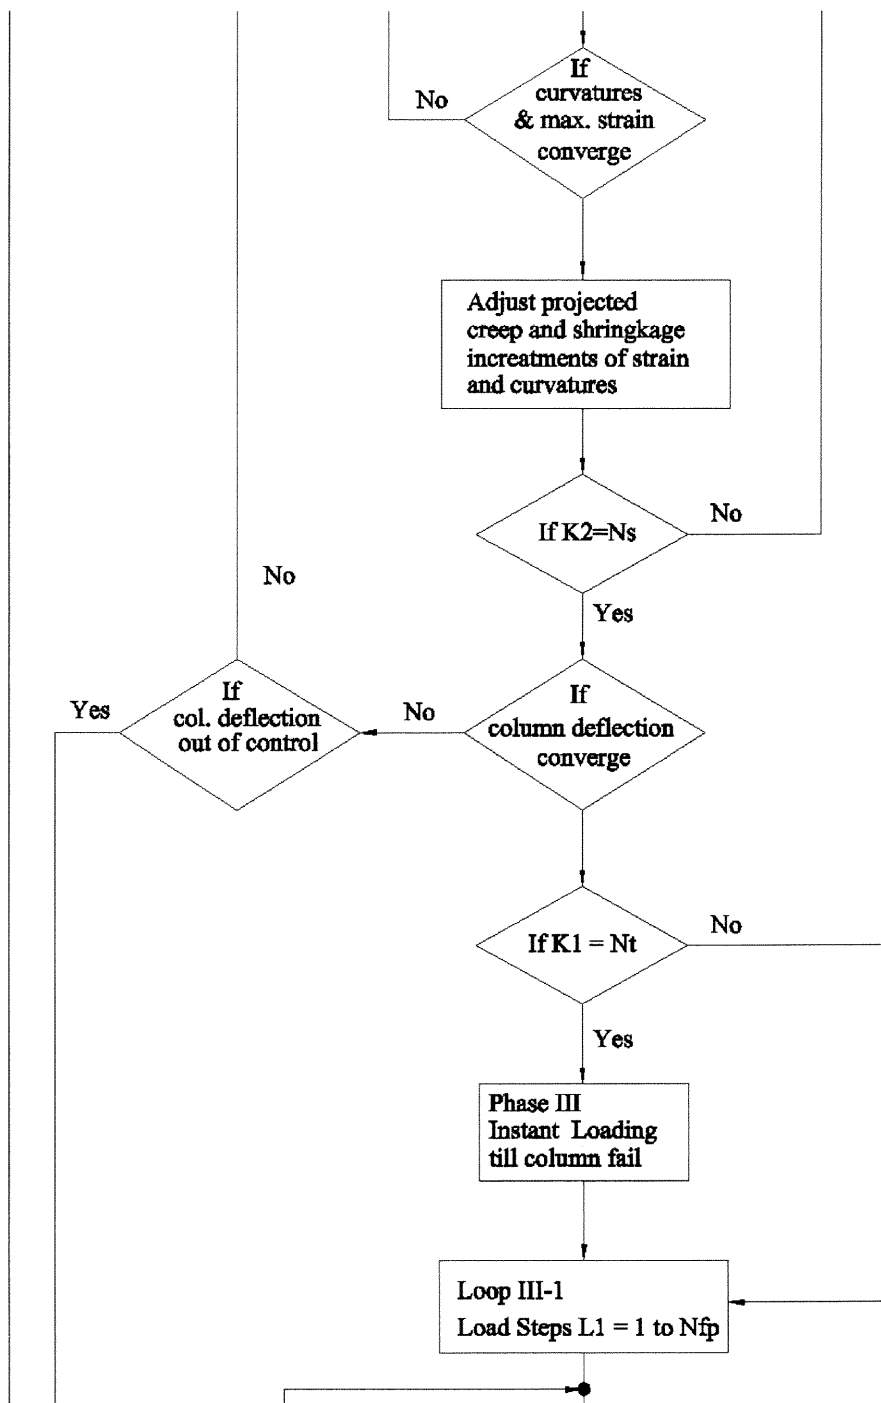 If
curvatures
& max. strain
converge
No
Adjust projected
creep and shringkage
increatments of strain
and curvatures
If K2=Ns
No
Yes
No
If
column deflection
converge
No
If
col. deflection
out of control
Yes
If K1 = Nt
No
Yes
Phase III
Instant Loading
till column fail
Loop III-1
Load Steps L1 = 1 to Nfp